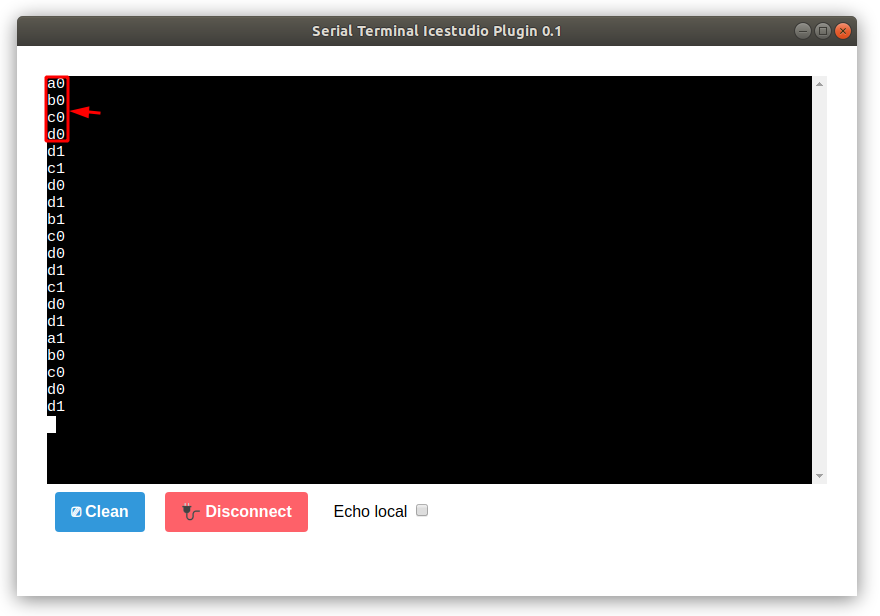 Serial Terminal Icestudio Plugin 0.1
a0
b0
c0
d0
d1
c1
d0
d1
b1
c0
d0
d1
c1
d0
d1
a1
b0
c0
d0
d1
Clean Disconnect Echo local